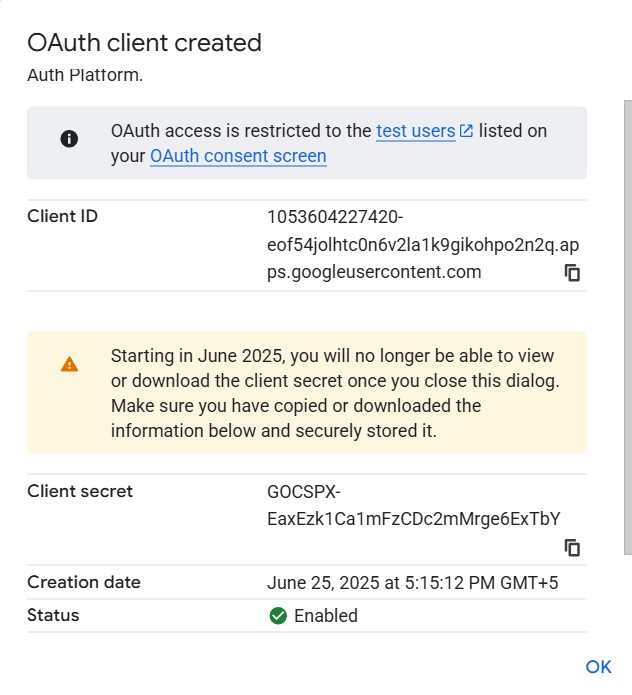 OAuth client created
Auth Platform.
OAuth access is restricted to the test users listed on
your OAuth consent screen
Client ID
1053604227420-
eof54jolhtc0n6v2la1k9gikohpo2n2q.ap
ps.googleusercontent.com
Starting in June 2025, you will no longer be able to view
or download the client secret once you close this dialog.
Make sure you have copied or downloaded the
information below and securely stored it.
Client secret
GOCSPX-
EaxEzk1Ca1mFzCDc2mMrge6ExTbY
Creation date
June 25, 2025 at 5:15:12 PM GMT+5
Status
Enabled
OK